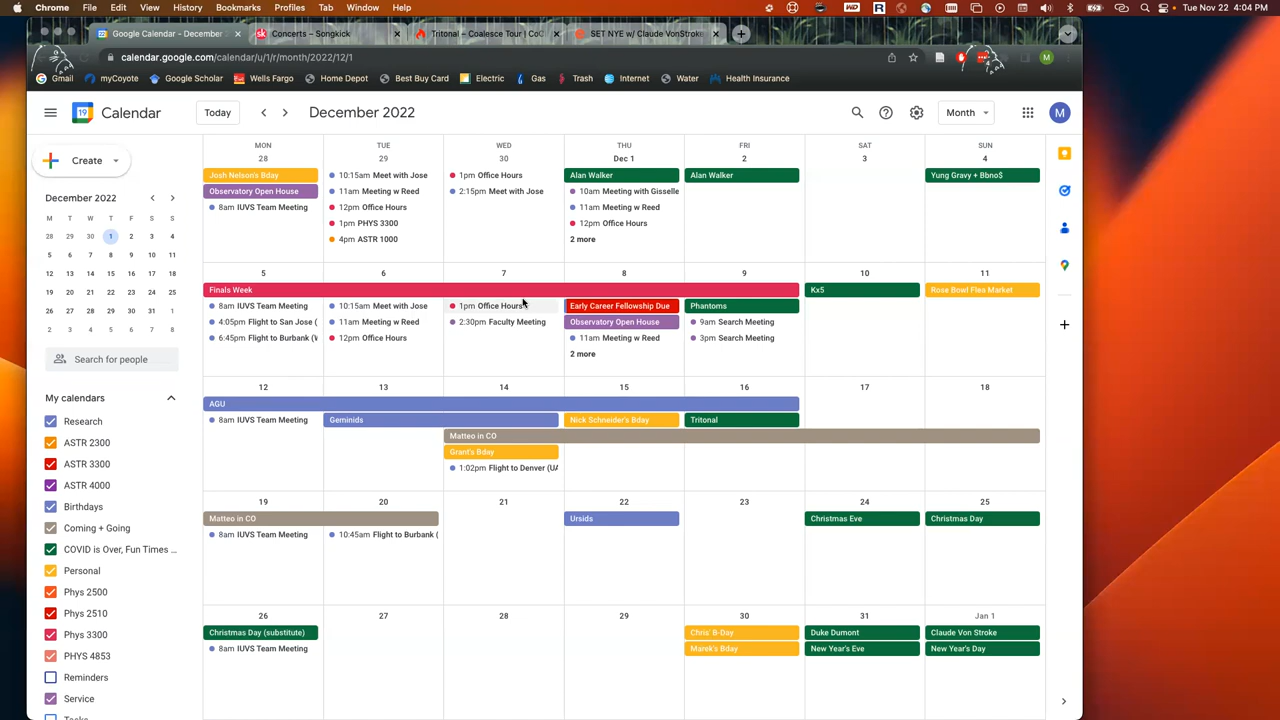 Chrome File Edit View History Bookmarks Profiles Tab Window Help
Tue Nov 22 4:04 PM
Google Calendar - December
Concerts – Songkick
Tritonal – Coalesce Tour | CoC
SET NYE w/ Claude VonStroke
calendar.google.com/calendar/u/1/r/month/2022/12/1
M
Gmail myCoyote Google Scholar Wells Fargo Home Depot Best Buy Card Electric Gas Trash Internet Water Health Insurance
19 Calendar Today December 2022 Month M
Create
December 2022
M T W T F S S
28 29 30 1 2 3 4
5 6 7 8 9 10 11
12 13 14 15 16 17 18
19 20 21 22 23 24 25
26 27 28 29 30 31 1
2 3 4 5 6 7 8
Search for people
My calendars
Research
ASTR 2300
ASTR 3300
ASTR 4000
Birthdays
Coming + Going
COVID is Over, Fun Times ...
Personal
Phys 2500
Phys 2510
Phys 3300
PHYS 4853
Reminders
Service
Tasks
MON TUE WED THU FRI SAT SUN
28 29 30 Dec 1 2 3 4
Josh Nelson's Bday
Observatory Open House
8am IUVS Team Meeting
10:15am Meet with Jose
11am Meeting w Reed
12pm Office Hours
1pm PHYS 3300
4pm ASTR 1000
1pm Office Hours
2:15pm Meet with Jose
Alan Walker
10am Meeting with Gisselle
11am Meeting w Reed
12pm Office Hours
2 more
Alan Walker
Yung Gravy + Bbno$
5 6 7 8 9 10 11
Finals Week
8am IUVS Team Meeting
4:05pm Flight to San Jose (
6:45pm Flight to Burbank (W
10:15am Meet with Jose
11am Meeting w Reed
12pm Office Hours
1pm Office Hours
2:30pm Faculty Meeting
Early Career Fellowship Due
Observatory Open House
11am Meeting w Reed
2 more
Phantoms
9am Search Meeting
3pm Search Meeting
Kx5
Rose Bowl Flea Market
12 13 14 15 16 17 18
AGU
8am IUVS Team Meeting
Geminids
Matteo in CO
Grant's Bday
1:02pm Flight to Denver (UA
Nick Schneider's Bday
Tritonal
19 20 21 22 23 24 25
Matteo in CO
8am IUVS Team Meeting
10:45am Flight to Burbank (
Ursids
Christmas Eve
Christmas Day
26 27 28 29 30 31 Jan 1
Christmas Day (substitute)
8am IUVS Team Meeting
Chris' B-Day
Marek's Bday
Duke Dumont
New Year's Eve
Claude Von Stroke
New Year's Day